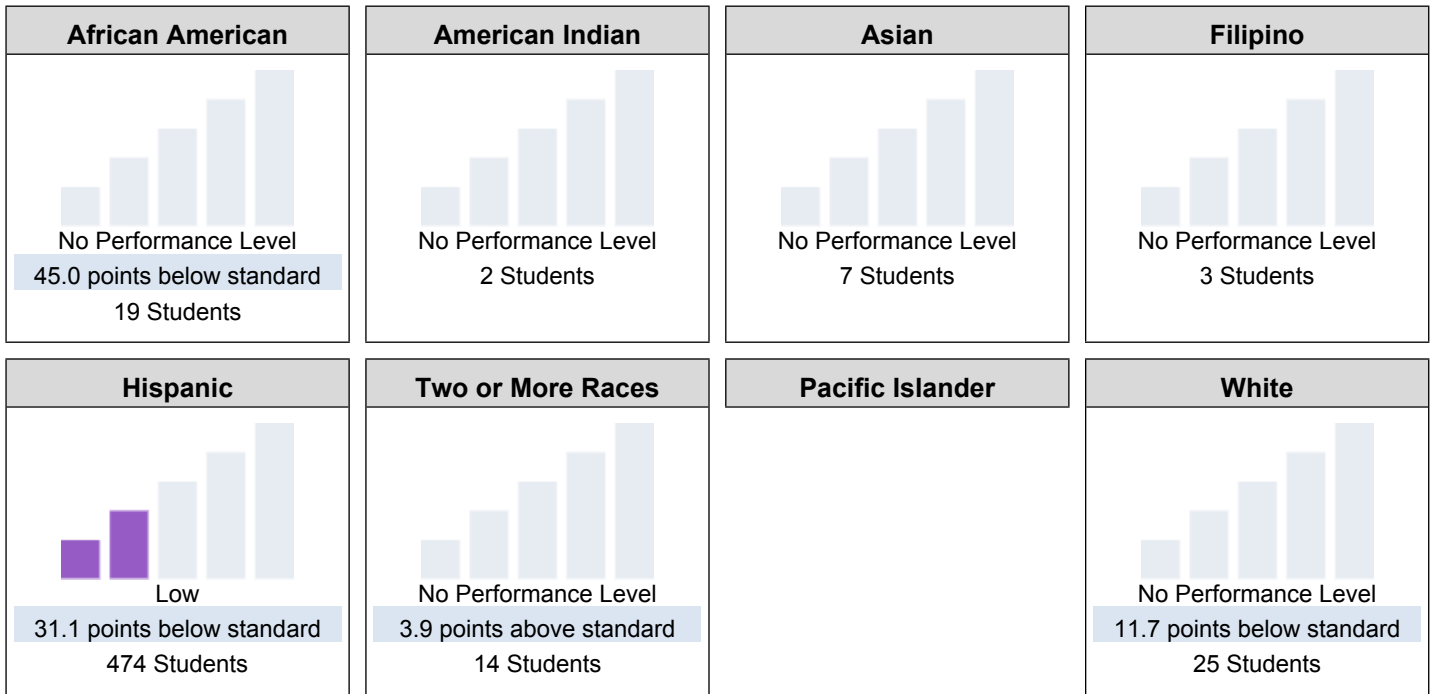 African American
No Performance Level
45.0 points below standard
19 Students
American Indian
No Performance Level
2 Students
Asian
No Performance Level
7 Students
Filipino
No Performance Level
3 Students
Hispanic
Low
31.1 points below standard
474 Students
Two or More Races
No Performance Level
3.9 points above standard
14 Students
Pacific Islander
White
No Performance Level
11.7 points below standard
25 Students